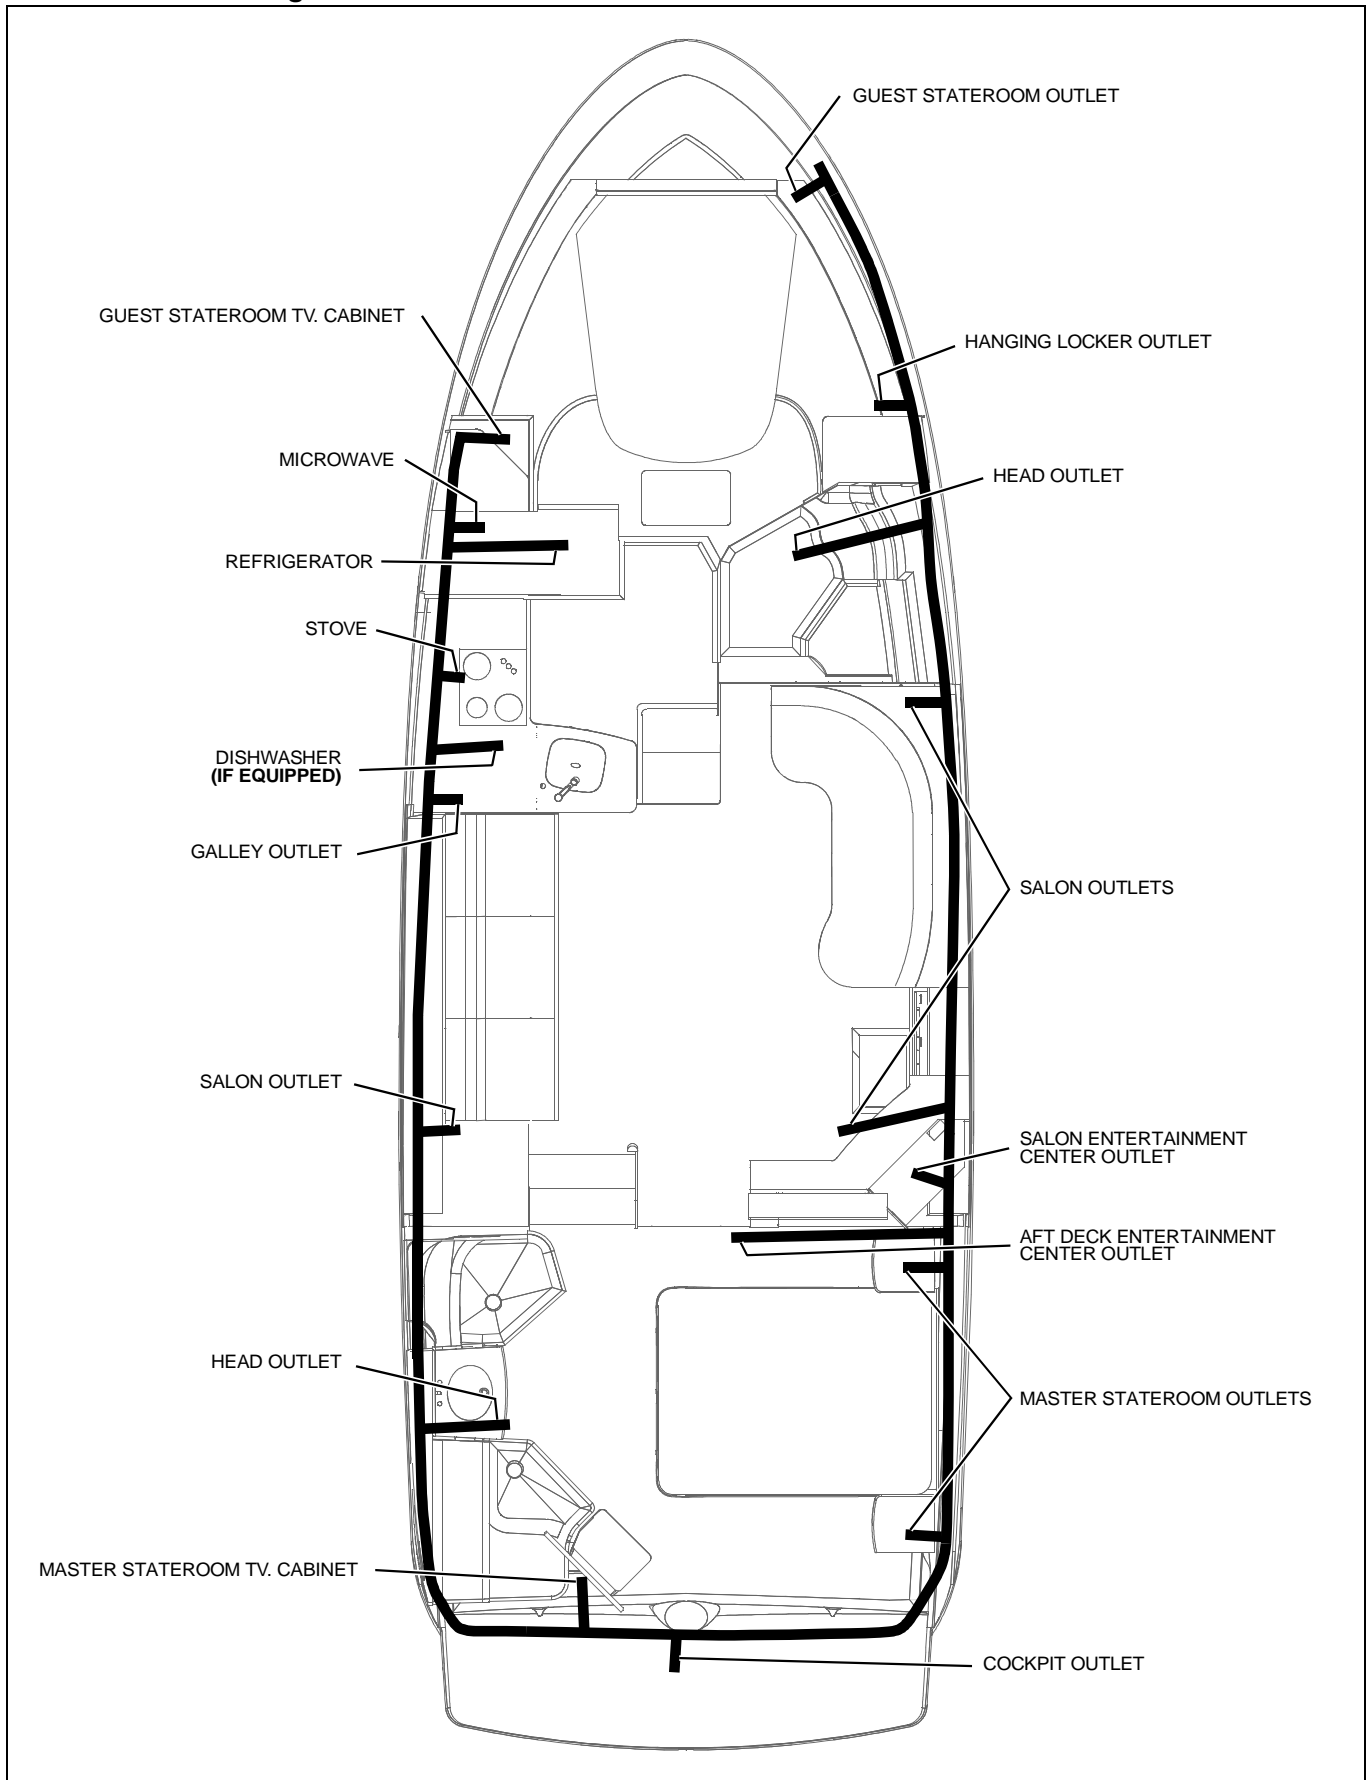 GUEST STATEROOM OUTLET
GUEST STATEROOM TV. CABINET
HANGING LOCKER OUTLET
MICROWAVE
HEAD OUTLET
REFRIGERATOR
STOVE
DISHWASHER
(IF EQUIPPED)
GALLEY OUTLET
SALON OUTLETS
SALON OUTLET
SALON ENTERTAINMENT
CENTER OUTLET
AFT DECK ENTERTAINMENT
CENTER OUTLET
HEAD OUTLET
MASTER STATEROOM OUTLETS
MASTER STATEROOM TV. CABINET
COCKPIT OUTLET